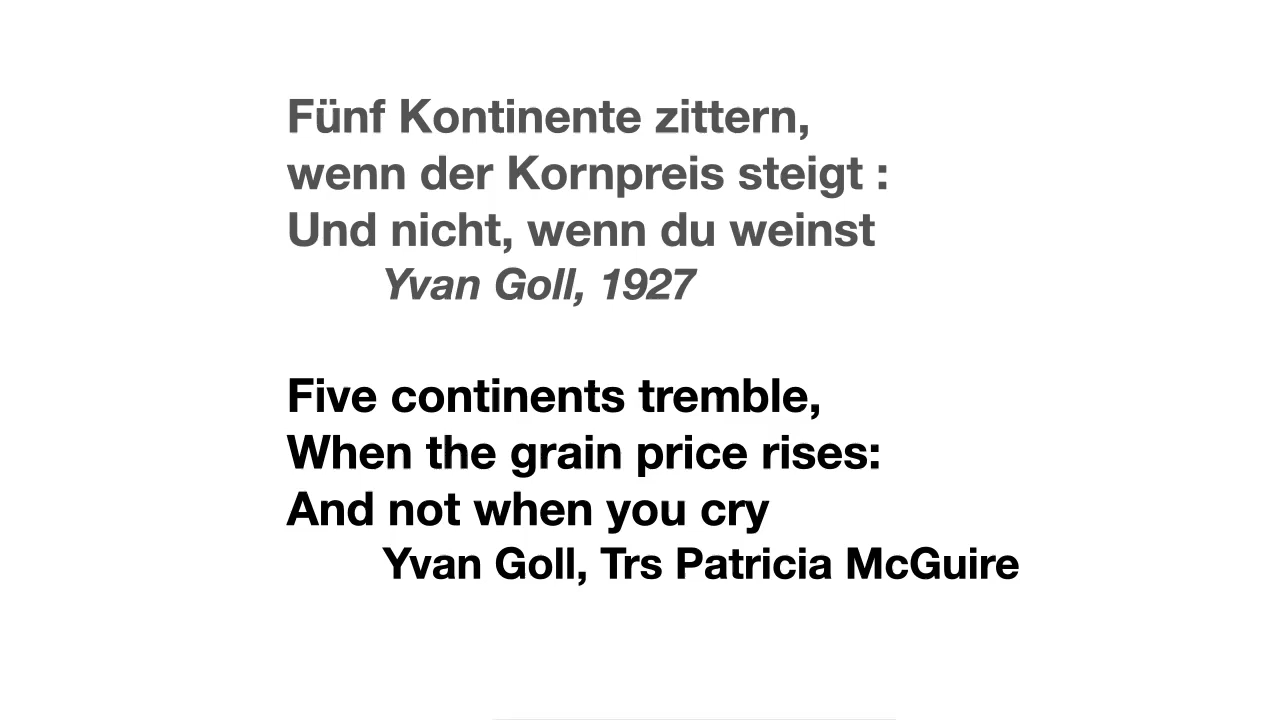 Fünf Kontinente zittern,
wenn der Kornpreis steigt :
Und nicht, wenn du weinst
Yvan Goll, 1927
Five continents tremble,
When the grain price rises:
And not when you cry
Yvan Goll, Trs Patricia McGuire